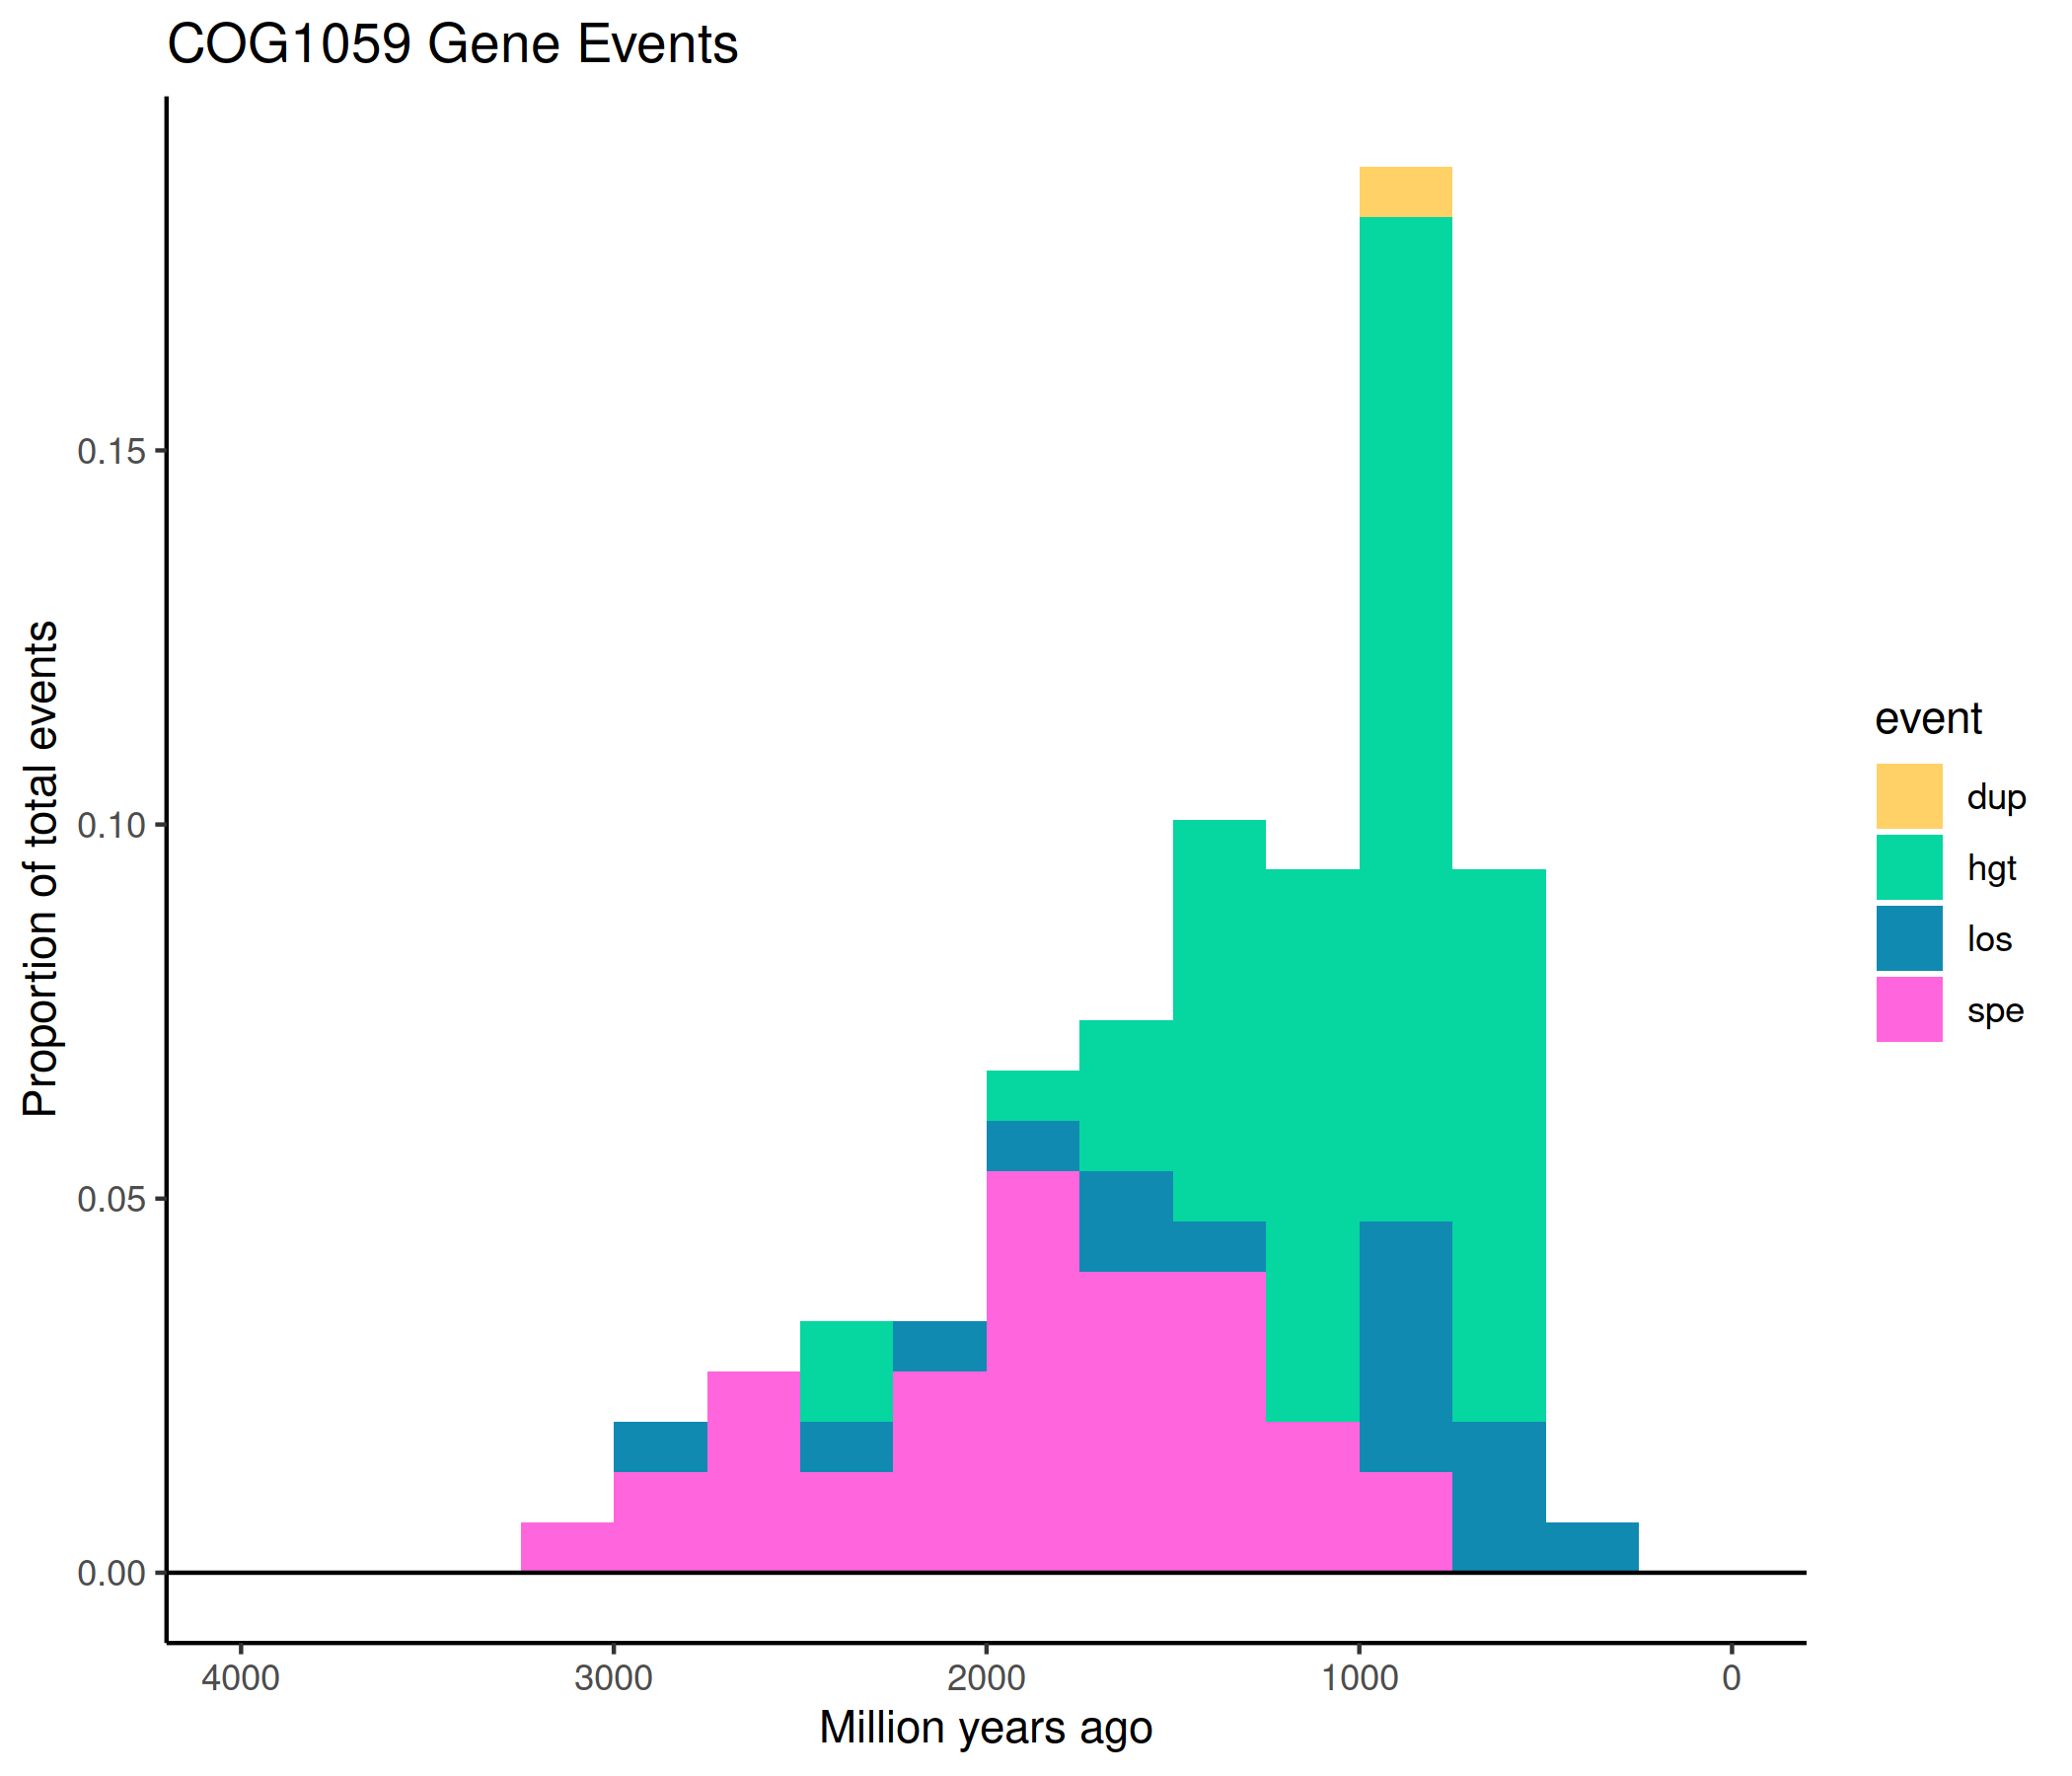 COG1059 Gene Events
Proportion of total events
0.15
0.10
0.05
0.00
4000 3000 2000 1000 0
Million years ago
event
dup
hgt
los
spe